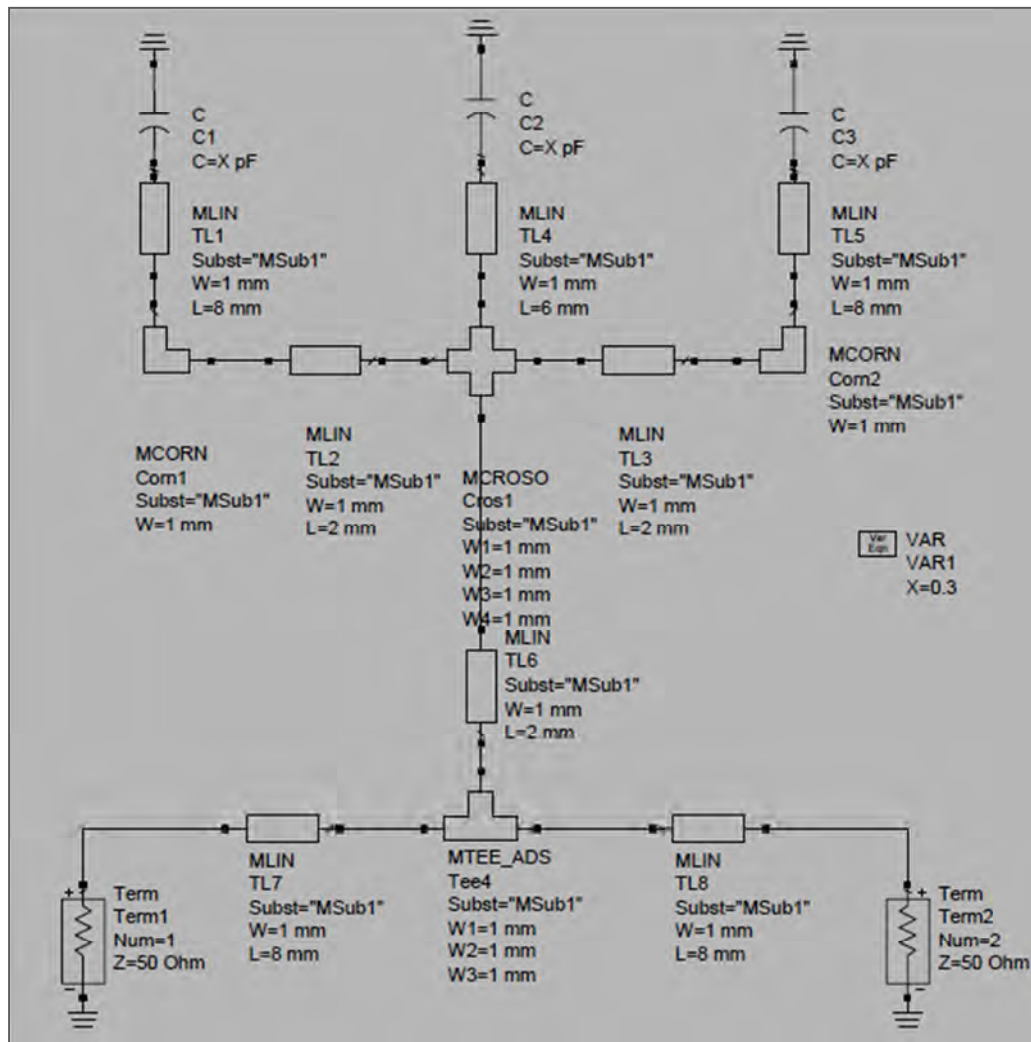 C
C1
C=X pF
C
C2
C=X pF
C
C3
C=X pF
MLIN
TL1
Subst="MSub1"
W=1 mm
L=8 mm
MLIN
TL4
Subst="MSub1"
W=1 mm
L=6 mm
MLIN
TL5
Subst="MSub1"
W=1 mm
L=8 mm
MCORN
Corn1
Subst="MSub1"
W=1 mm
MLIN
TL2
Subst="MSub1"
W=1 mm
L=2 mm
MCROSO
Cros1
Subst="MSub1"
W1=1 mm
W2=1 mm
W3=1 mm
W4=1 mm
MLIN
TL3
Subst="MSub1"
W=1 mm
L=2 mm
MCORN
Corn2
Subst="MSub1"
W=1 mm
Var
Eqn
VAR
VAR1
X=0.3
MLIN
TL6
Subst="MSub1"
W=1 mm
L=2 mm
+
Term
Term1
Num=1
Z=50 Ohm
-
MLIN
TL7
Subst="MSub1"
W=1 mm
L=8 mm
MTEE_ADS
Tee4
Subst="MSub1"
W1=1 mm
W2=1 mm
W3=1 mm
MLIN
TL8
Subst="MSub1"
W=1 mm
L=8 mm
+
Term
Term2
Num=2
Z=50 Ohm
-